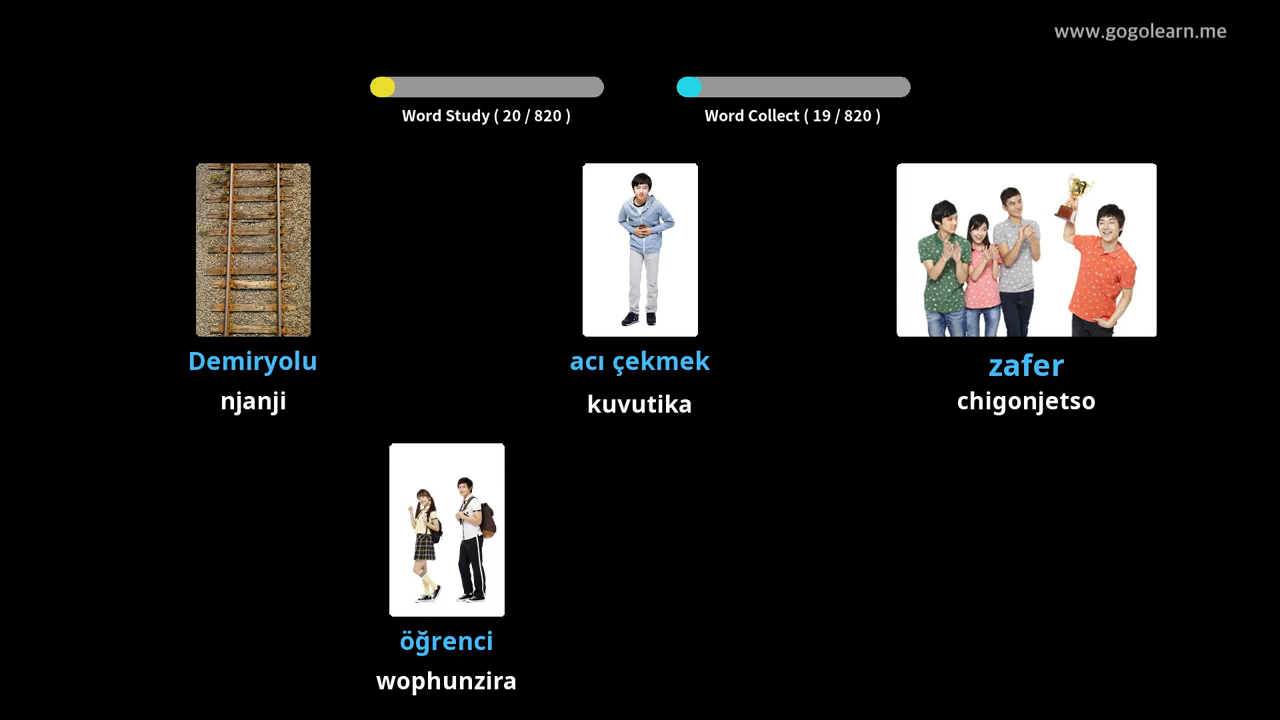 www.gogolearn.me
Word Study ( 20 / 820 )
Word Collect ( 19 / 820 )
Demiryolu
njanji
acı çekmek
kuvutika
zafer
chigonjetso
öğrenci
wophunzira